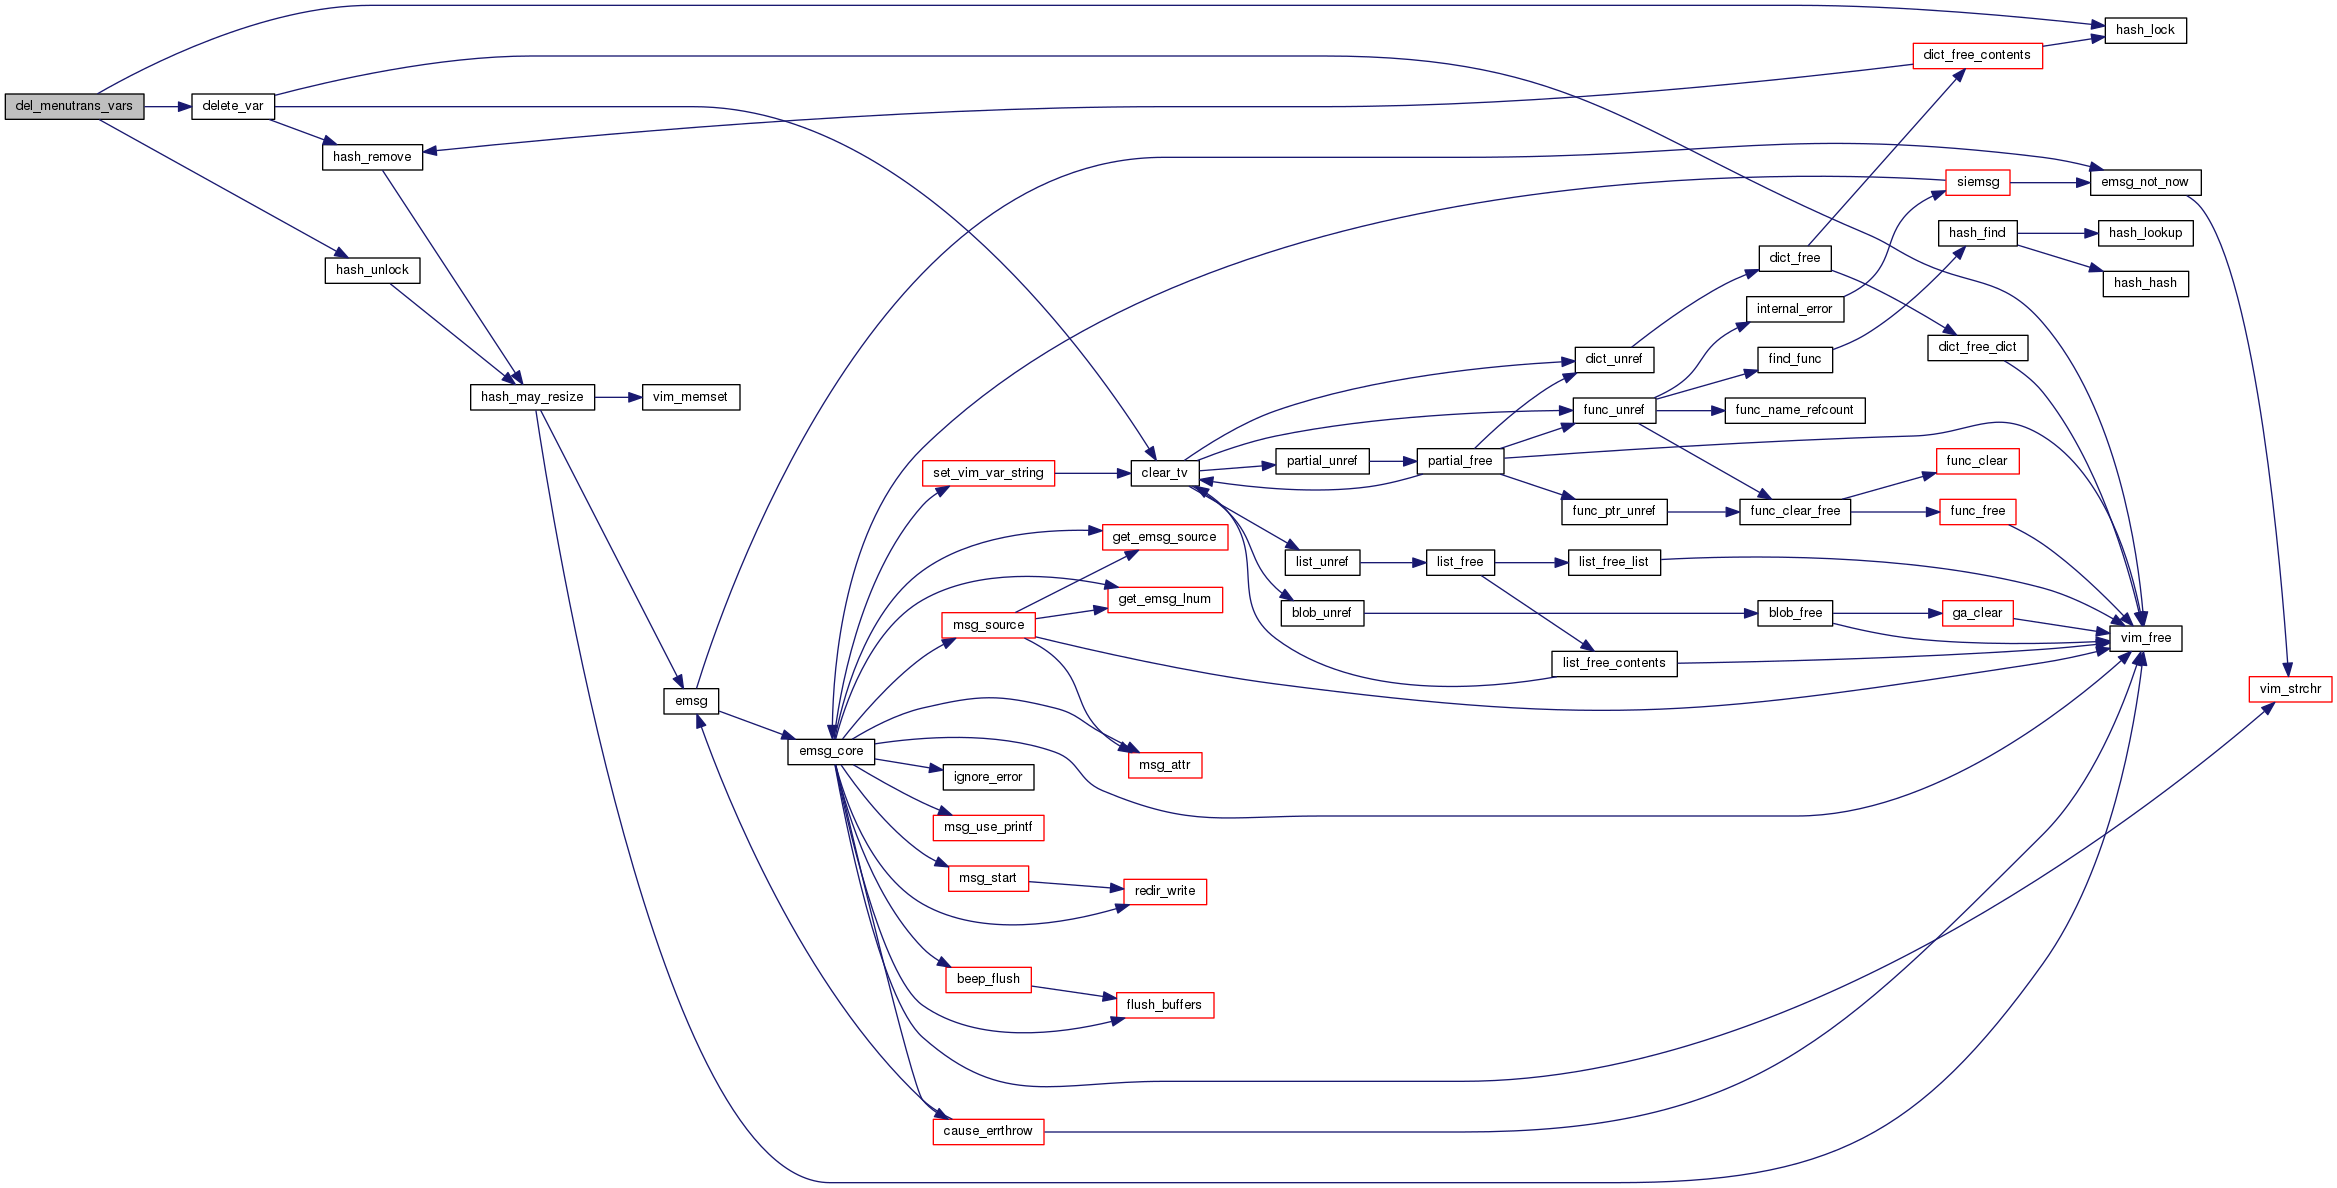 del_menutrans_vars
delete_var
hash_remove
hash_unlock
hash_may_resize
vim_memset
emsg
emsg_core
set_vim_var_string
get_emsg_source
get_emsg_lnum
msg_source
msg_attr
ignore_error
msg_use_printf
msg_start
redir_write
beep_flush
flush_buffers
cause_errthrow
clear_tv
partial_unref
partial_free
list_unref
list_free
blob_unref
dict_unref
func_unref
func_ptr_unref
list_free_list
list_free_contents
dict_free
internal_error
find_func
func_name_refcount
func_clear_free
blob_free
dict_free_contents
siemsg
hash_find
dict_free_dict
func_clear
func_free
ga_clear
hash_lock
emsg_not_now
hash_lookup
hash_hash
vim_free
vim_strchr